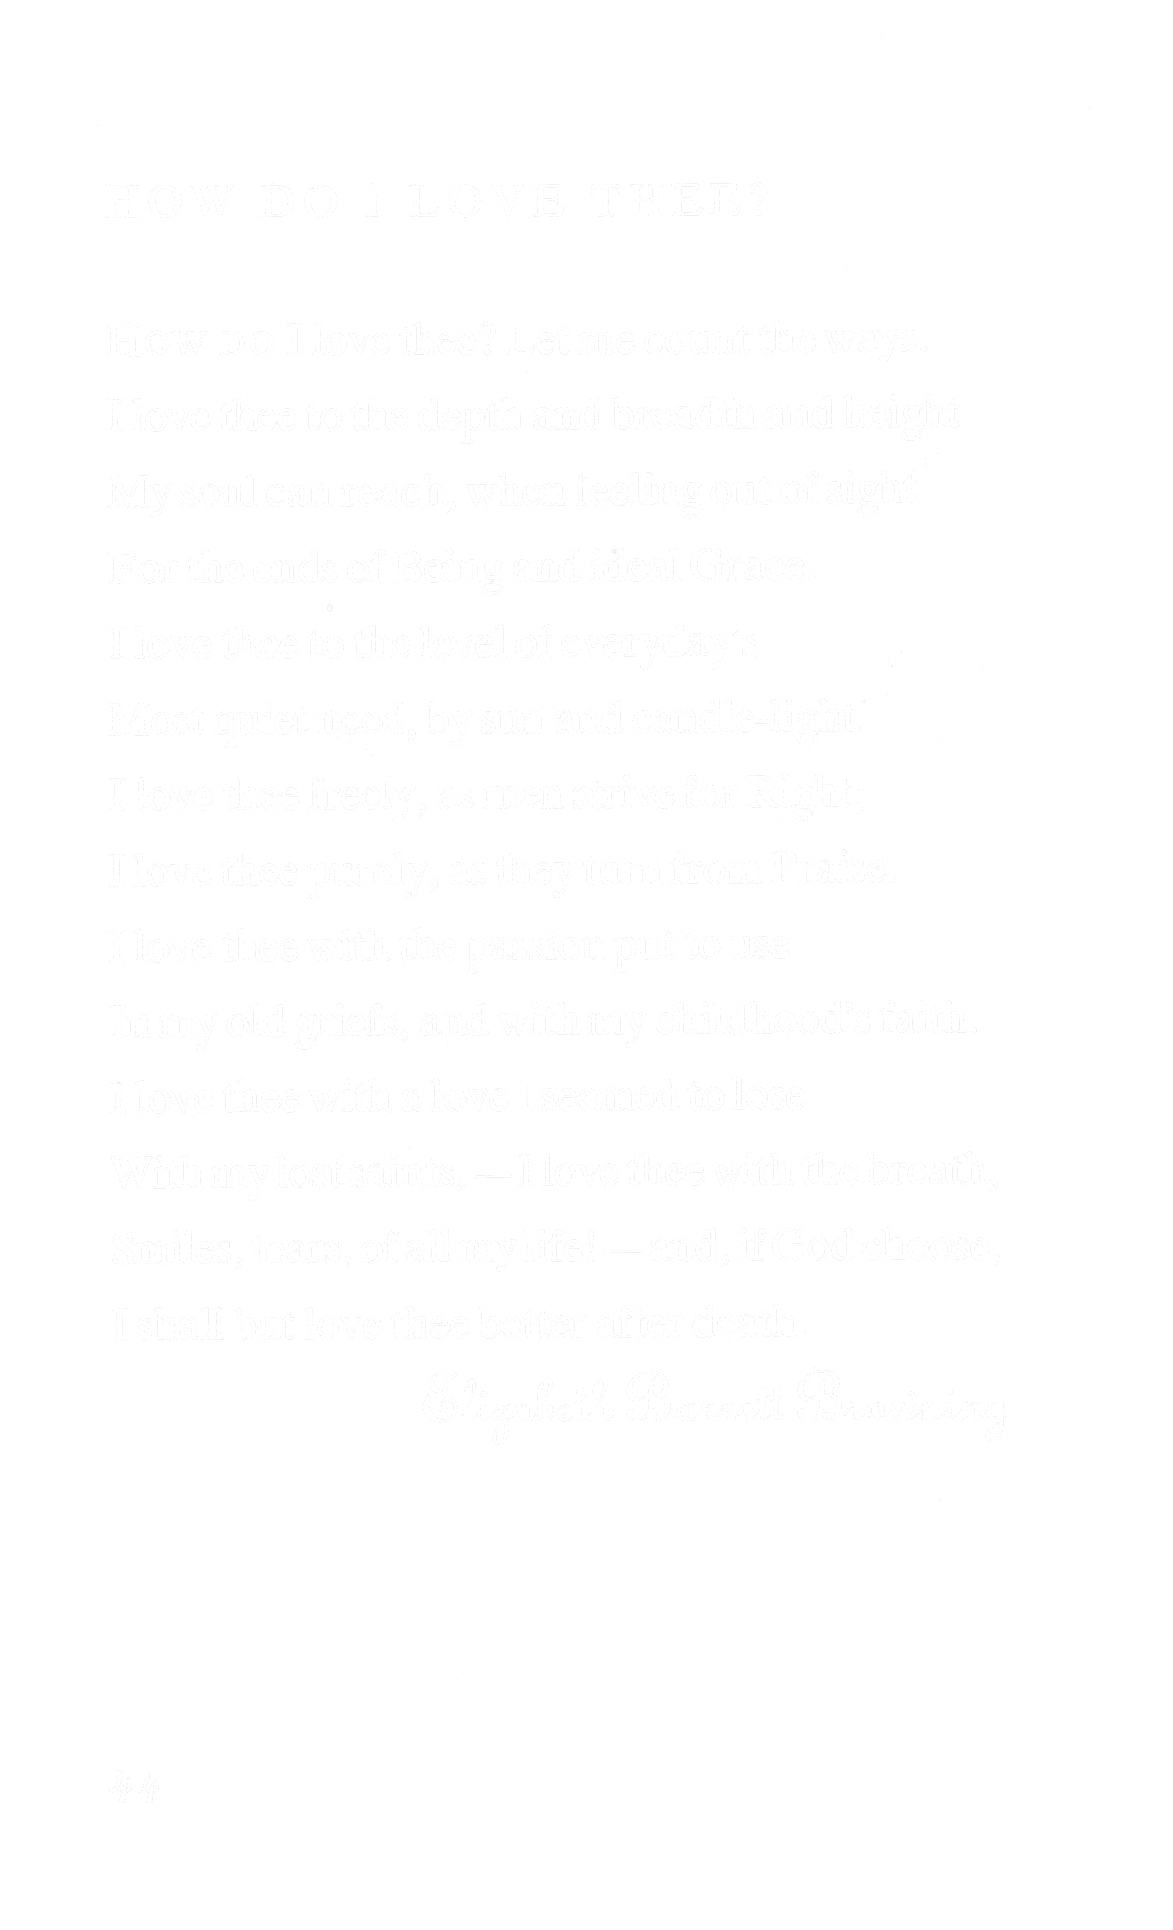 HOW DO I LOVE THEE?
How do I love thee? Let me count the ways.
I love thee to the depth and breadth and height
My soul can reach, when feeling out of sight
For the ends of Being and ideal Grace.
I love thee to the level of everyday's
Most quiet need, by sun and candle-light
I love thee freely, as men strive for Right;
I love thee purely, as they turn from Praise.
I love thee with the passion put to use
In my old griefs, and with my childhood's faith.
I love thee with a love I seemed to lose
With my lost saints, — I love thee with the breath,
Smiles, tears, of all my life! — and, if God choose,
I shall but love thee better after death.
Elizabeth Barrett Browning
44